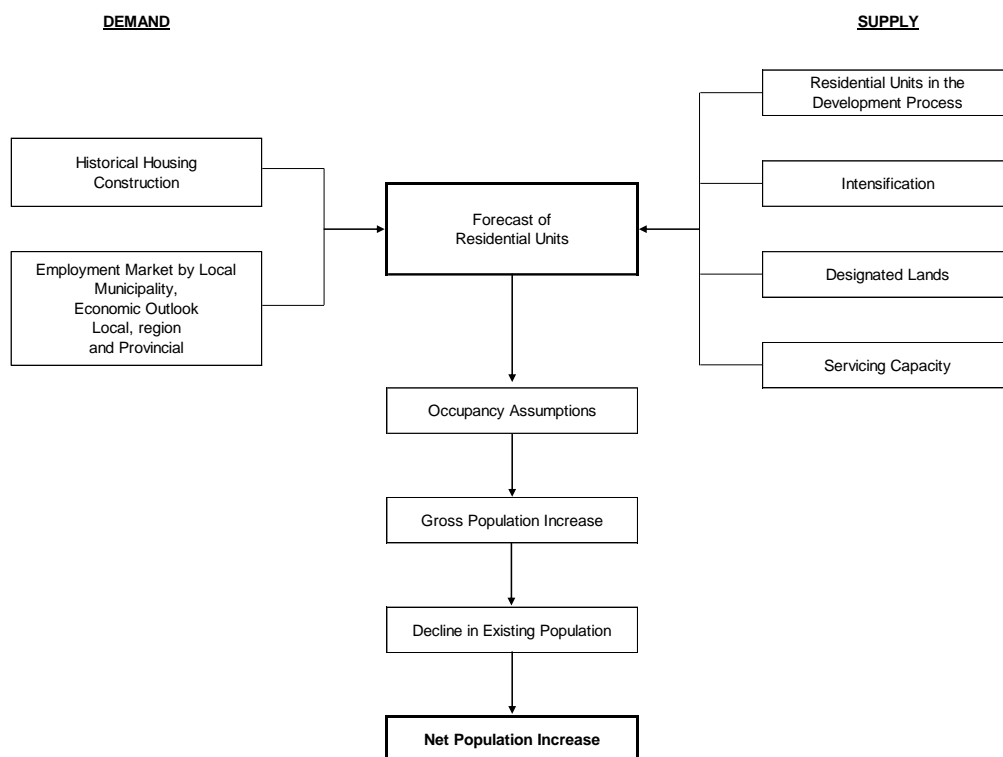 DEMAND
SUPPLY
Residential Units in the
Development Process
Historical Housing
Construction
Intensification
Forecast of
Residential Units
Employment Market by Local
Municipality,
Economic Outlook
Local, region
and Provincial
Designated Lands
Servicing Capacity
Occupancy Assumptions
Gross Population Increase
Decline in Existing Population
Net Population Increase